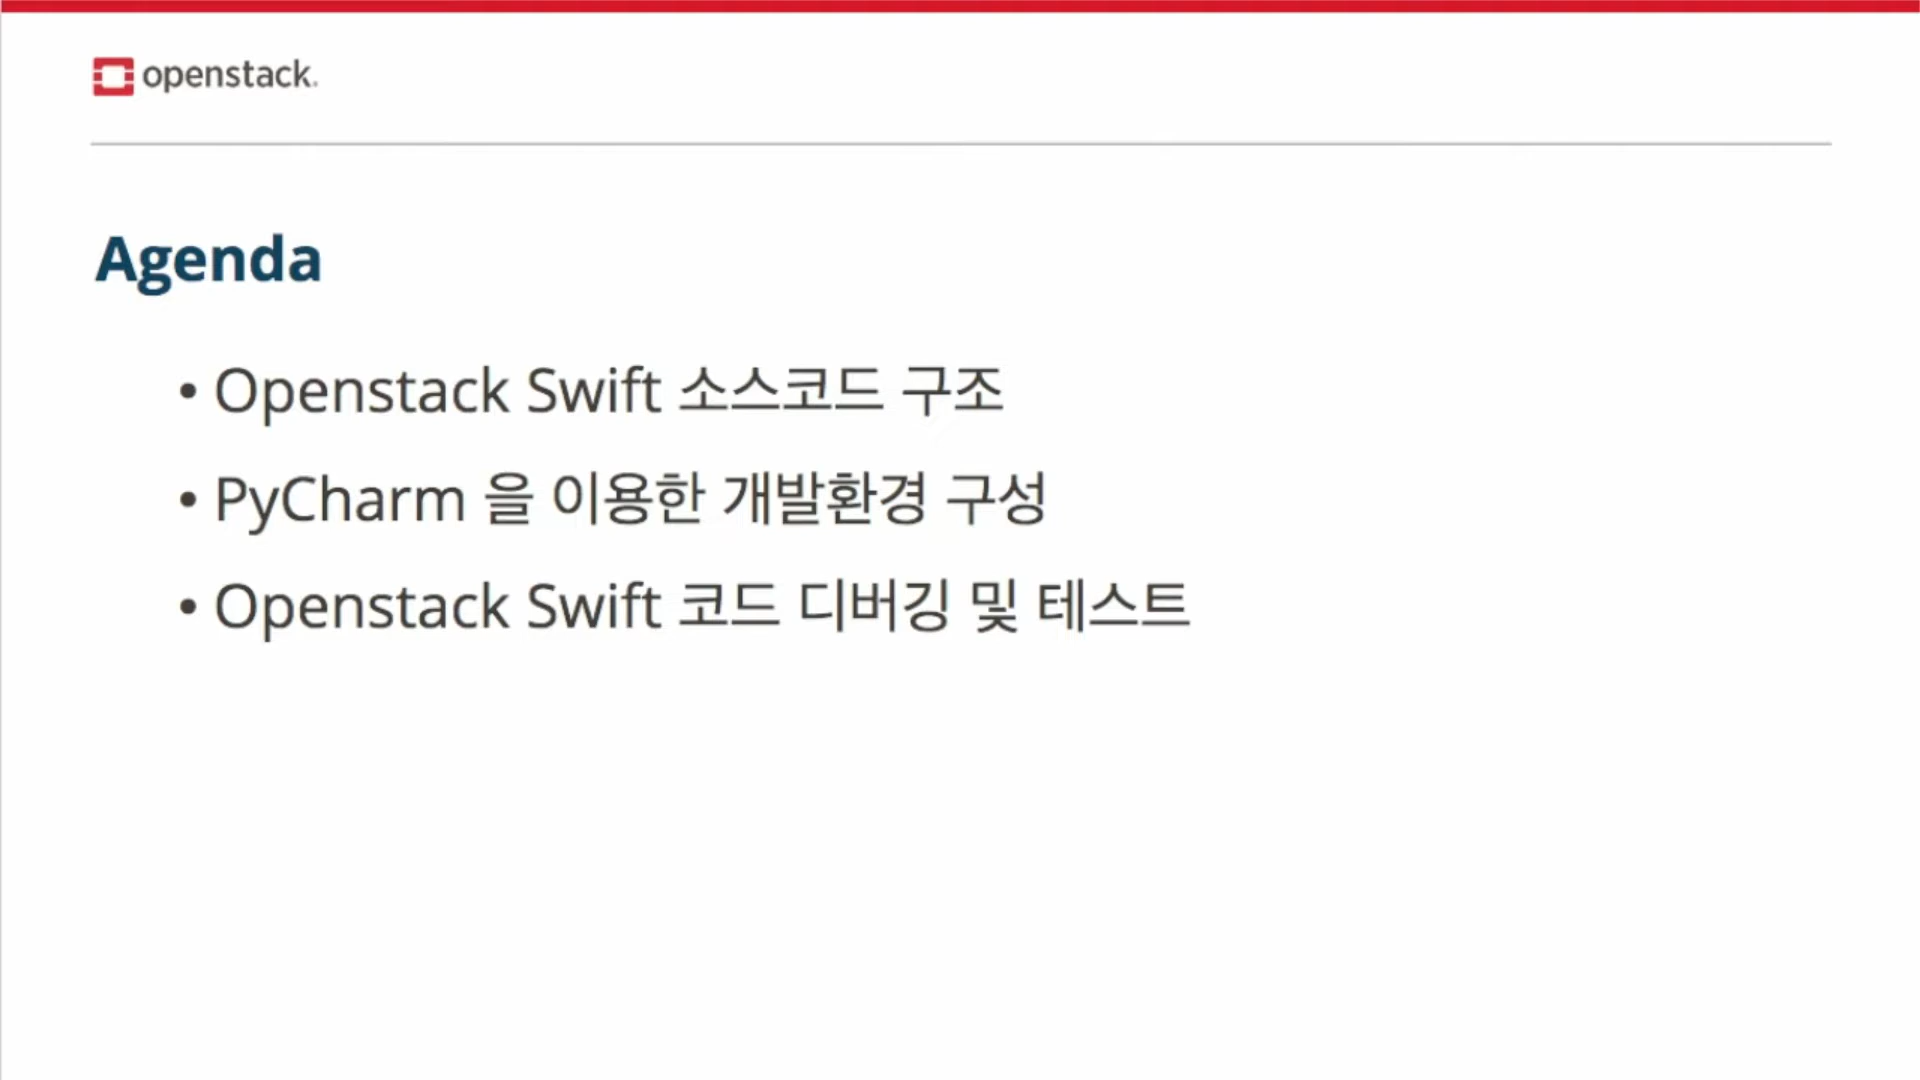 openstack.
Agenda
• Openstack Swift 소스코드 구조
• PyCharm 을 이용한 개발환경 구성
• Openstack Swift 코드 디버깅 및 테스트